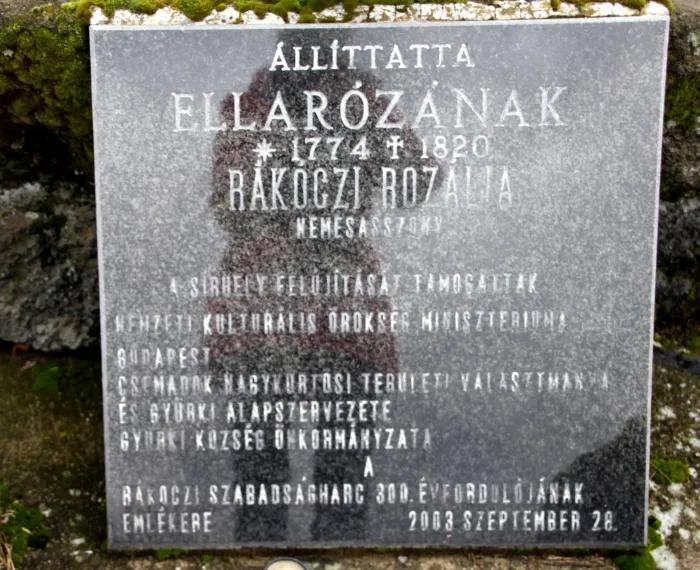 ÁLLÍTTATTA
ELLARÓZÁNAK
* 1774 ✝ 1820
RÁKÓCZI ROZÁLIA
NEMESASSZONY
A SÍRHELY FELÚJÍTÁSÁT TÁMOGATTÁK
NEMZETI KULTURÁLIS ÖRÖKSÉG MINISZTÉRIUMA
BUDAPEST
CSEMADOK NAGYKÜRTÖSI TERÜLETI VÁLASZTMÁNYA
ÉS GYÜRKI ALAPSZERVEZETE
GYÜRKI KÖZSÉG ÖNKORMÁNYZATA
A
RÁKÓCZI SZABADSÁGHARC 300. ÉVFORDULÓJÁNAK
EMLÉKÉRE 2003 SZEPTEMBER 28.